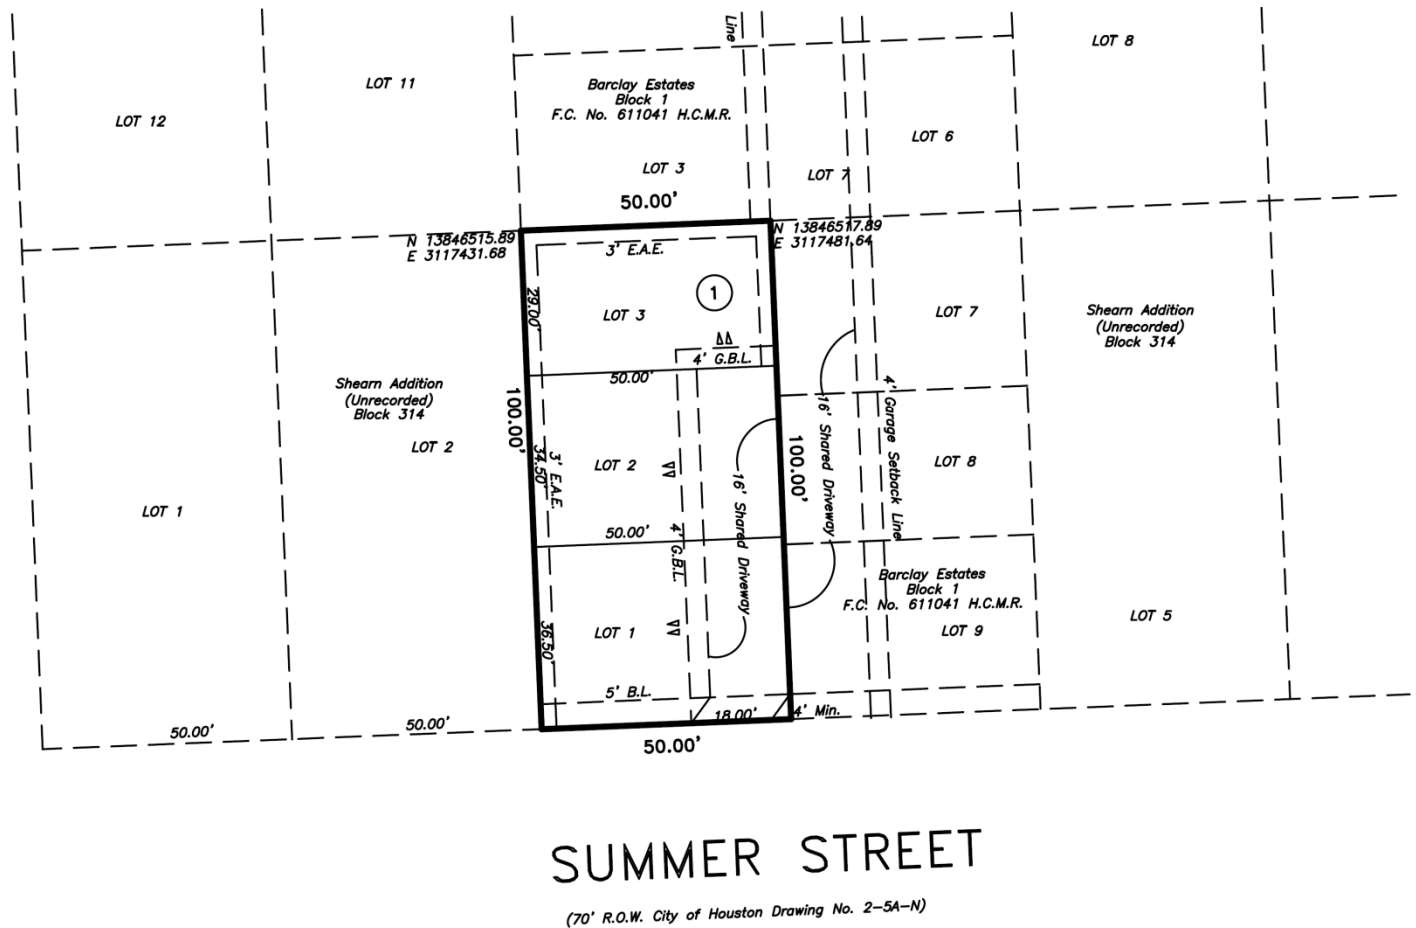 Line
LOT 8
LOT 11
LOT 12
Barclay Estates
Block 1
F.C. No. 611041 H.C.M.R.
LOT 6
LOT 3
LOT 7
50.00'
N 13846515.89
E 3117431.68
N 13846517.89
E 3117481.64
3' E.A.E.
1
29.00'
LOT 3
LOT 7
Shearn Addition
(Unrecorded)
Block 314
4' G.B.L.
50.00'
Shearn Addition
(Unrecorded)
Block 314
LOT 2
100.00'
34.50'
3' E.A.E.
LOT 2
16' Shared Driveway
100.00'
16' Shared Driveway
4' Garage Setback Line
LOT 8
LOT 1
50.00'
4' G.B.L.
Barclay Estates
Block 1
F.C. No. 611041 H.C.M.R.
LOT 9
LOT 5
36.50'
LOT 1
5' B.L.
18.00'
4' Min.
50.00'
50.00'
50.00'
SUMMER STREET
(70' R.O.W. City of Houston Drawing No. 2-5A-N)